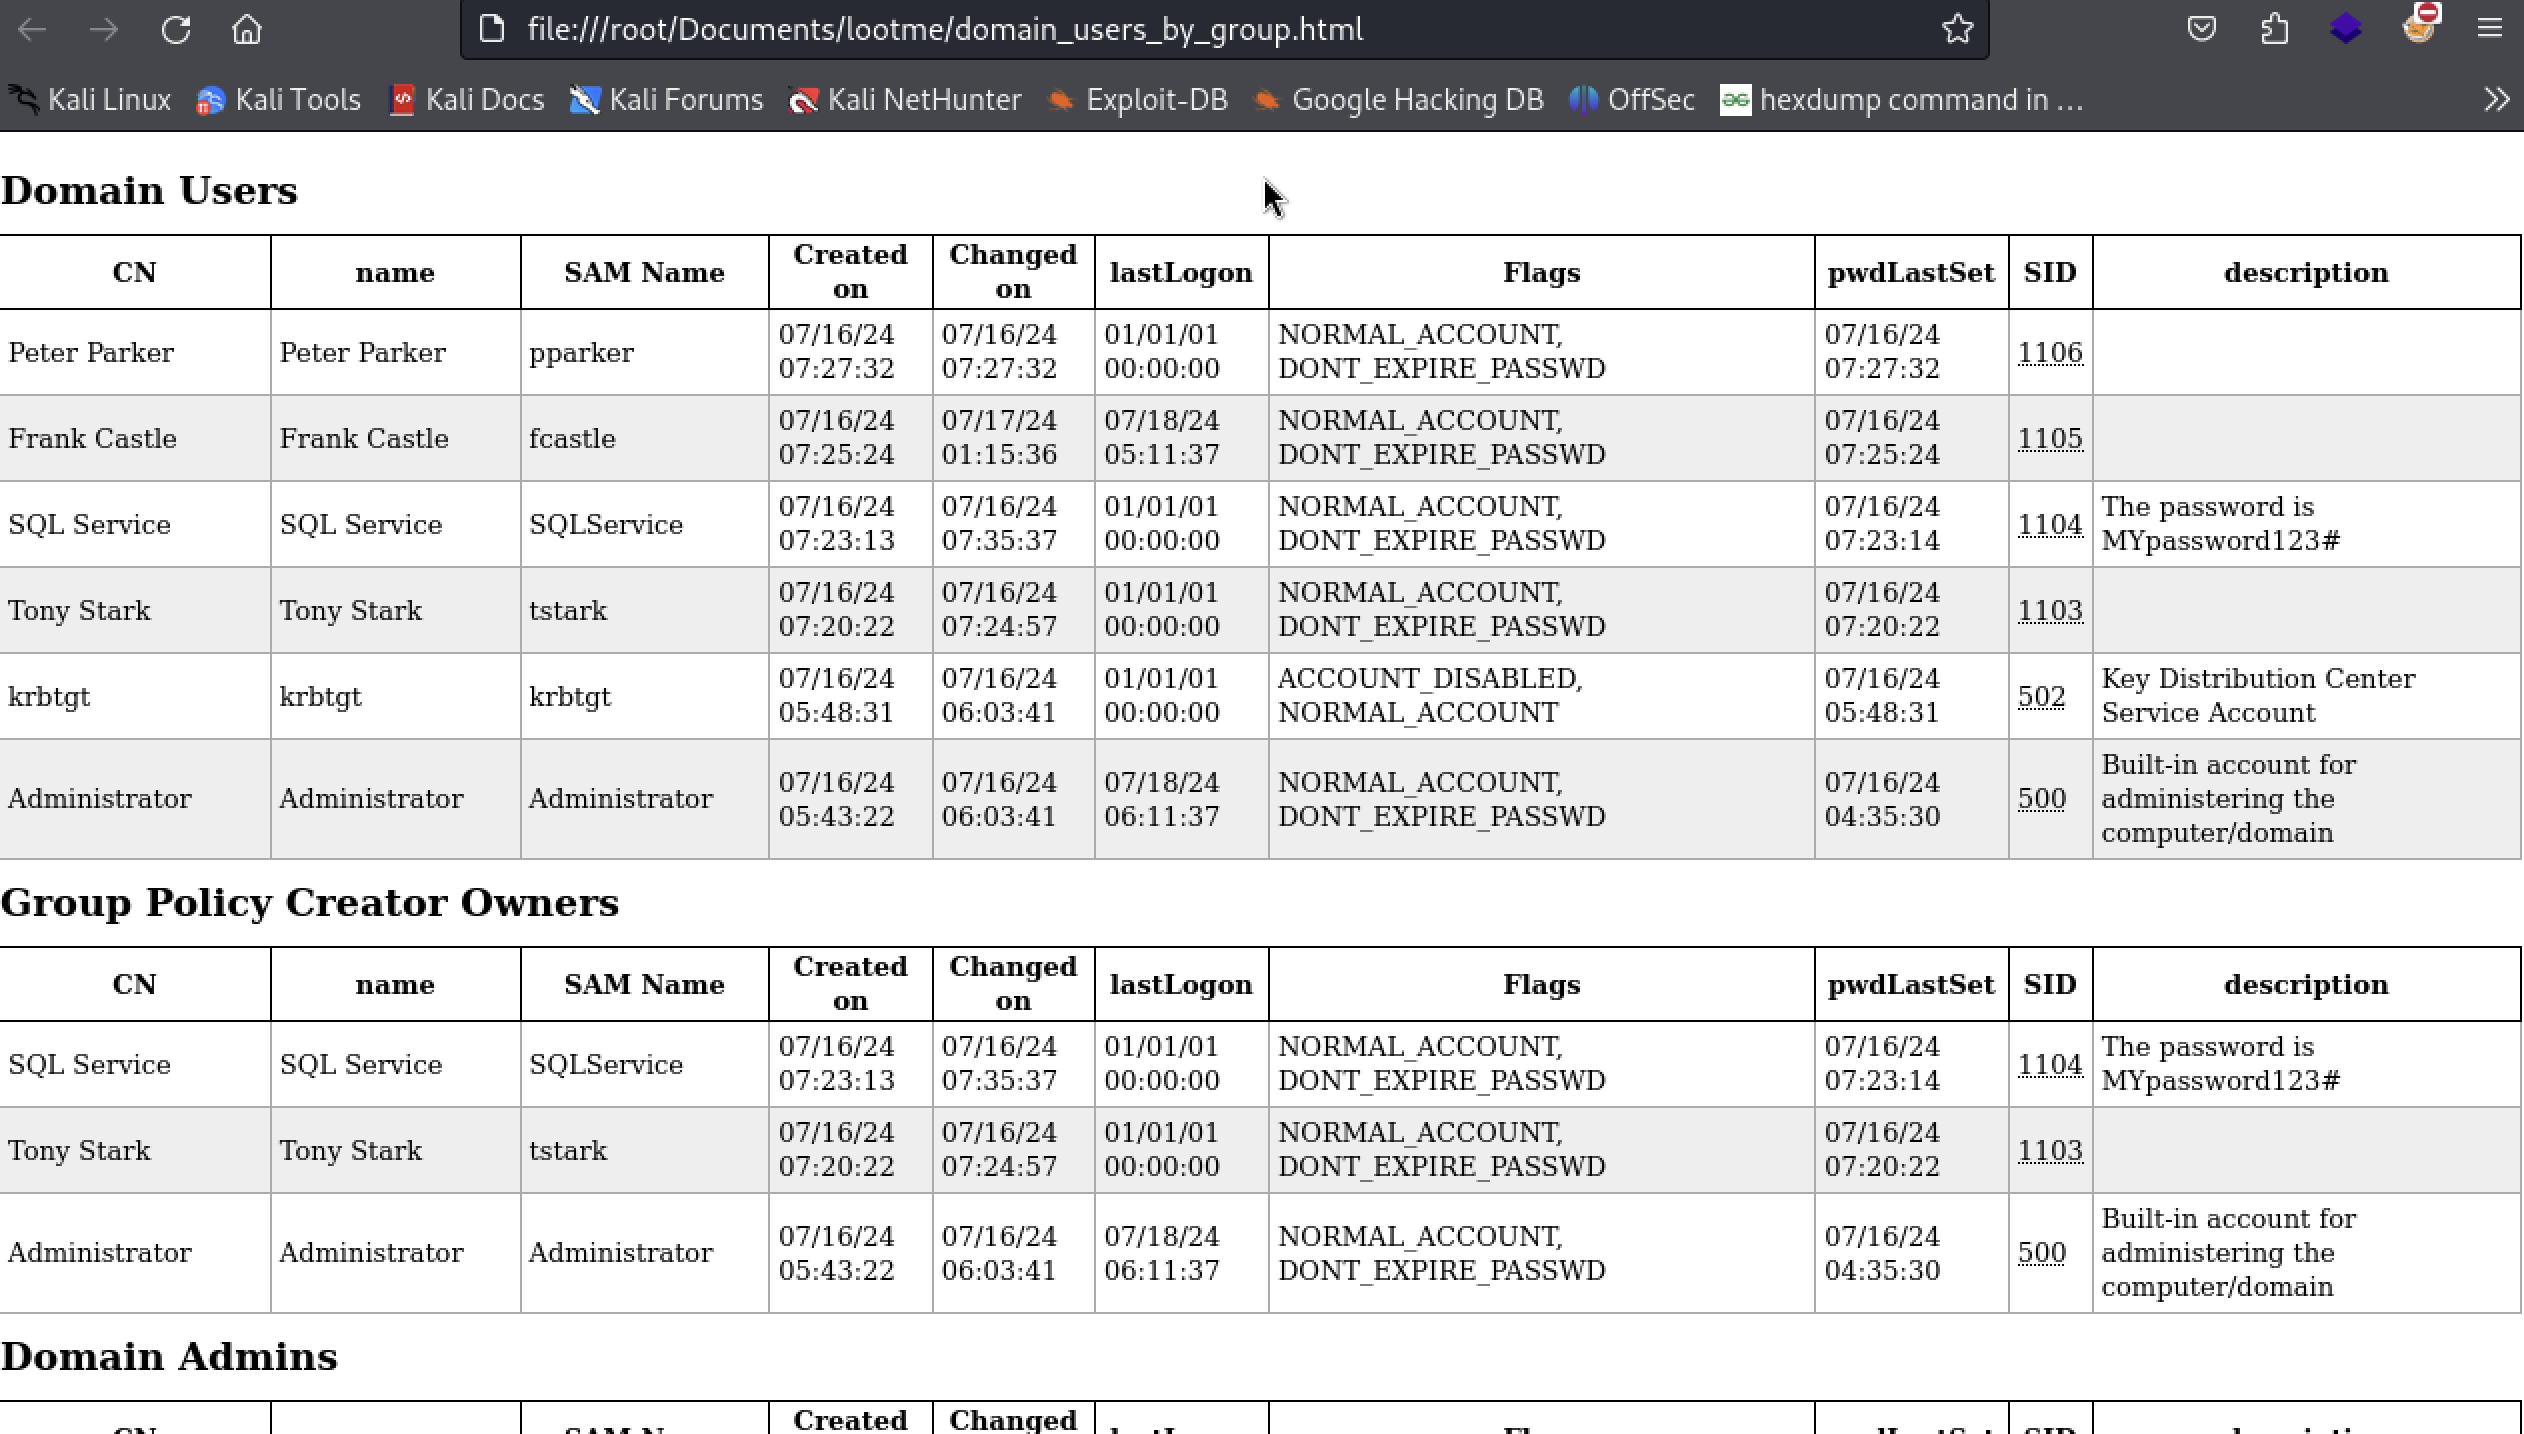 file:///root/Documents/lootme/domain_users_by_group.html
Kali Linux Kali Tools Kali Docs Kali Forums Kali NetHunter Exploit-DB Google Hacking DB OffSec hexdump command in ...
Domain Users
CN name SAM Name Created on Changed on lastLogon Flags pwdLastSet SID description
Peter Parker Peter Parker pparker 07/16/24 07:27:32 07/16/24 07:27:32 01/01/01 00:00:00 NORMAL_ACCOUNT, DONT_EXPIRE_PASSWD 07/16/24 07:27:32 1106
Frank Castle Frank Castle fcastle 07/16/24 07:25:24 07/17/24 01:15:36 07/18/24 05:11:37 NORMAL_ACCOUNT, DONT_EXPIRE_PASSWD 07/16/24 07:25:24 1105
SQL Service SQL Service SQLService 07/16/24 07:23:13 07/16/24 07:35:37 01/01/01 00:00:00 NORMAL_ACCOUNT, DONT_EXPIRE_PASSWD 07/16/24 07:23:14 1104 The password is MYpassword123#
Tony Stark Tony Stark tstark 07/16/24 07:20:22 07/16/24 07:24:57 01/01/01 00:00:00 NORMAL_ACCOUNT, DONT_EXPIRE_PASSWD 07/16/24 07:20:22 1103
krbtgt krbtgt krbtgt 07/16/24 05:48:31 07/16/24 06:03:41 01/01/01 00:00:00 ACCOUNT_DISABLED, NORMAL_ACCOUNT 07/16/24 05:48:31 502 Key Distribution Center Service Account
Administrator Administrator Administrator 07/16/24 05:43:22 07/16/24 06:03:41 07/18/24 06:11:37 NORMAL_ACCOUNT, DONT_EXPIRE_PASSWD 07/16/24 04:35:30 500 Built-in account for administering the computer/domain
Group Policy Creator Owners
CN name SAM Name Created on Changed on lastLogon Flags pwdLastSet SID description
SQL Service SQL Service SQLService 07/16/24 07:23:13 07/16/24 07:35:37 01/01/01 00:00:00 NORMAL_ACCOUNT, DONT_EXPIRE_PASSWD 07/16/24 07:23:14 1104 The password is MYpassword123#
Tony Stark Tony Stark tstark 07/16/24 07:20:22 07/16/24 07:24:57 01/01/01 00:00:00 NORMAL_ACCOUNT, DONT_EXPIRE_PASSWD 07/16/24 07:20:22 1103
Administrator Administrator Administrator 07/16/24 05:43:22 07/16/24 06:03:41 07/18/24 06:11:37 NORMAL_ACCOUNT, DONT_EXPIRE_PASSWD 07/16/24 04:35:30 500 Built-in account for administering the computer/domain
Domain Admins
Created Changed